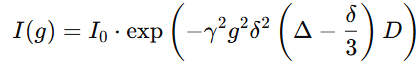 I(g) = I₀ · exp(−γ²g²δ²(Δ − δ/3)D)